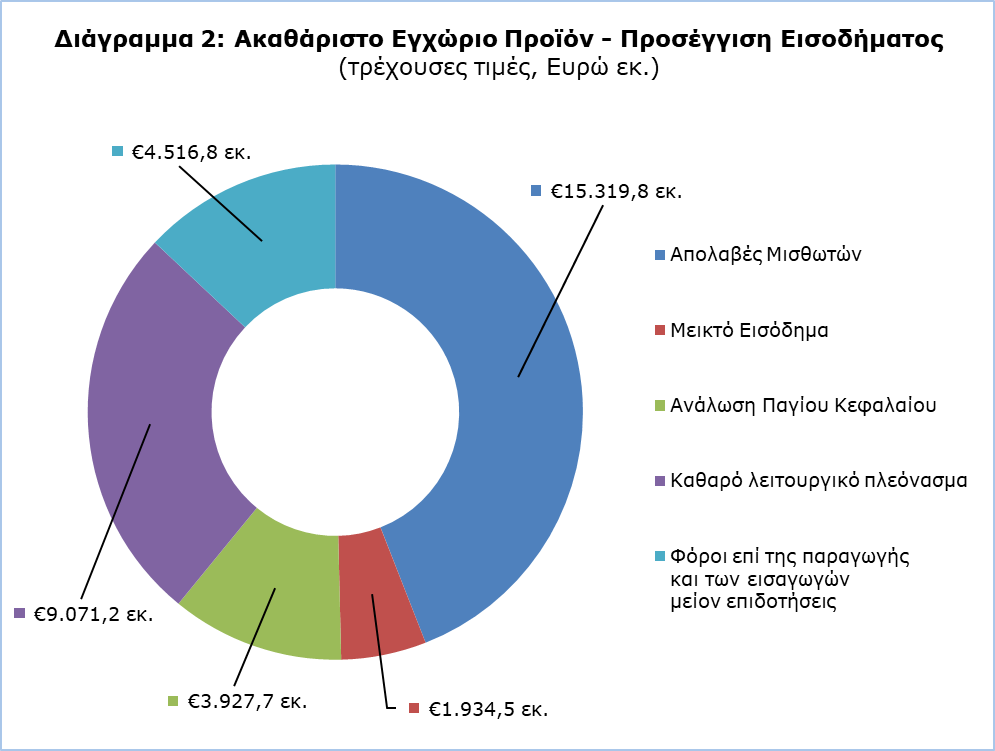 Διάγραμμα 2: Ακαθάριστο Εγχώριο Προϊόν - Προσέγγιση Εισοδήματος
(τρέχουσες τιμές, Ευρώ εκ.)
€4.516,8 εκ.
€15.319,8 εκ.
Απολαβές Μισθωτών
Μεικτό Εισόδημα
Ανάλωση Παγίου Κεφαλαίου
Καθαρό λειτουργικό πλεόνασμα
Φόροι επί της παραγωγής
και των εισαγωγών
μείον επιδοτήσεις
€9.071,2 εκ.
€3.927,7 εκ.
€1.934,5 εκ.